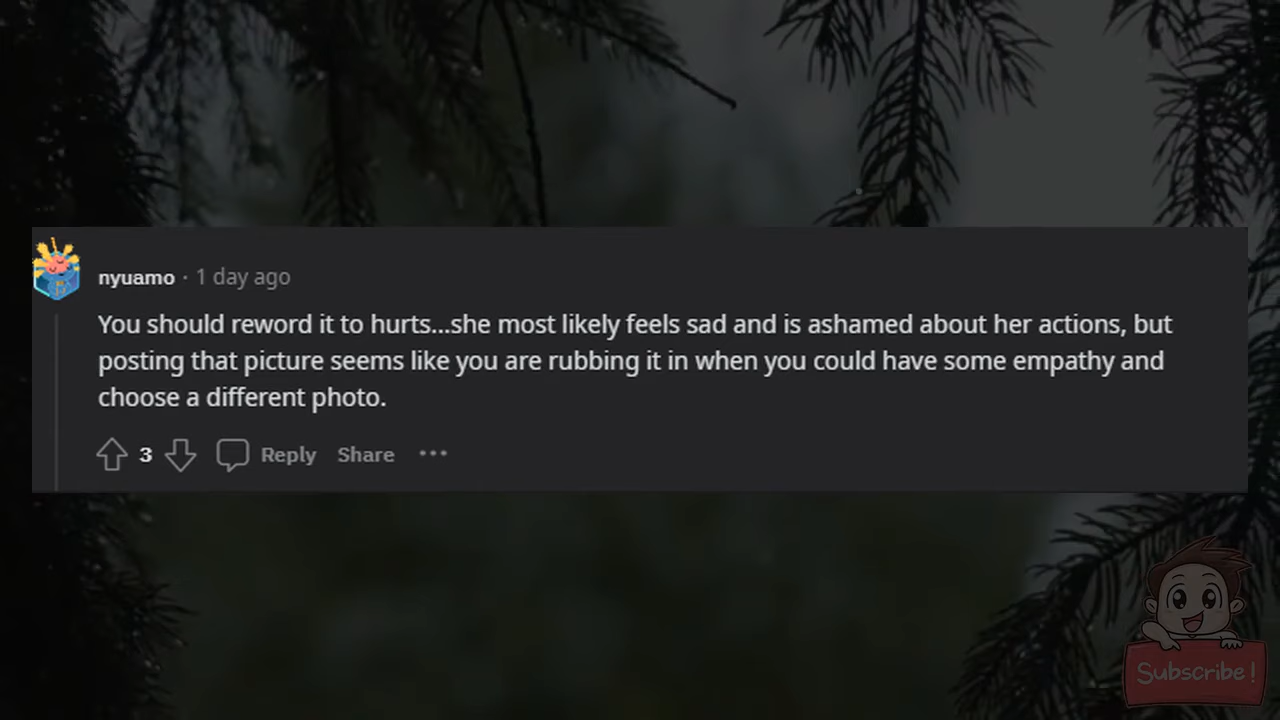 nyuamo · 1 day ago
You should reword it to hurts...she most likely feels sad and is ashamed about her actions, but
posting that picture seems like you are rubbing it in when you could have some empathy and
choose a different photo.
3 Reply Share ...
Subscribe!